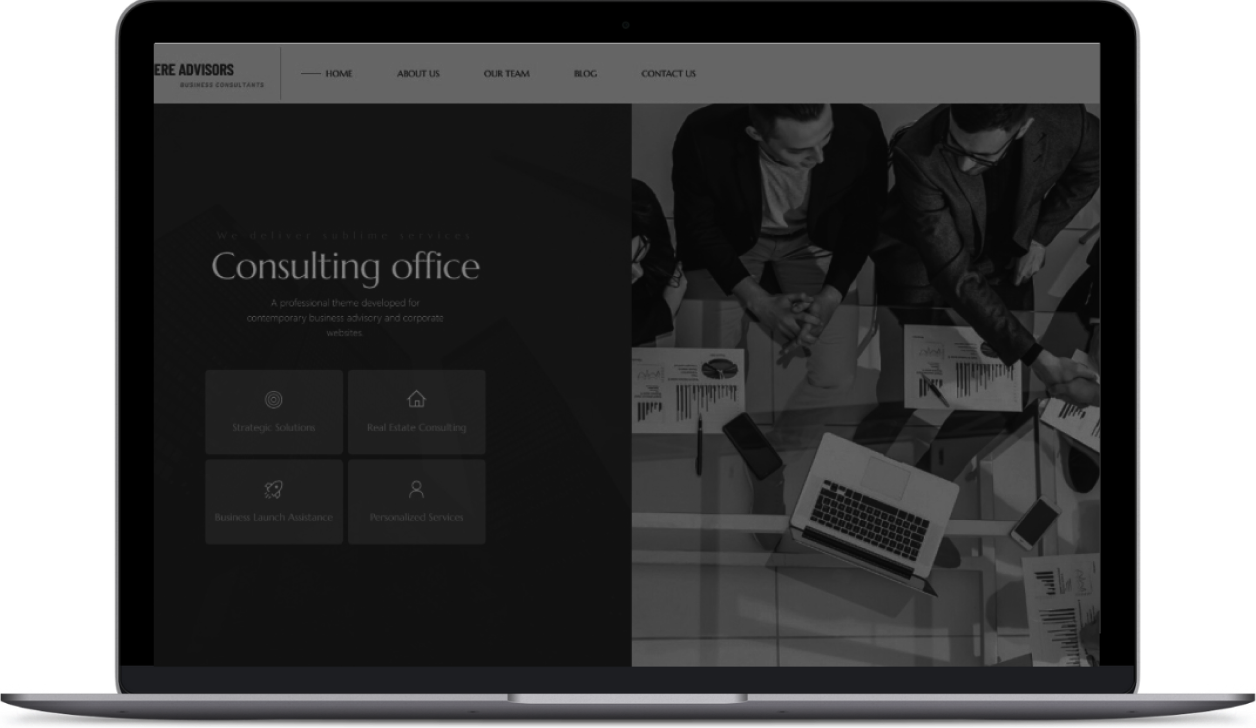 ERE ADVISORS
BUSINESS CONSULTANTS
HOME
ABOUT US
OUR TEAM
BLOG
CONTACT US
We deliver sublime services
Consulting office
A professional theme developed for
contemporary business advisory and corporate
websites.
Strategic Solutions
Real Estate Consulting
Business Launch Assistance
Personalized Services